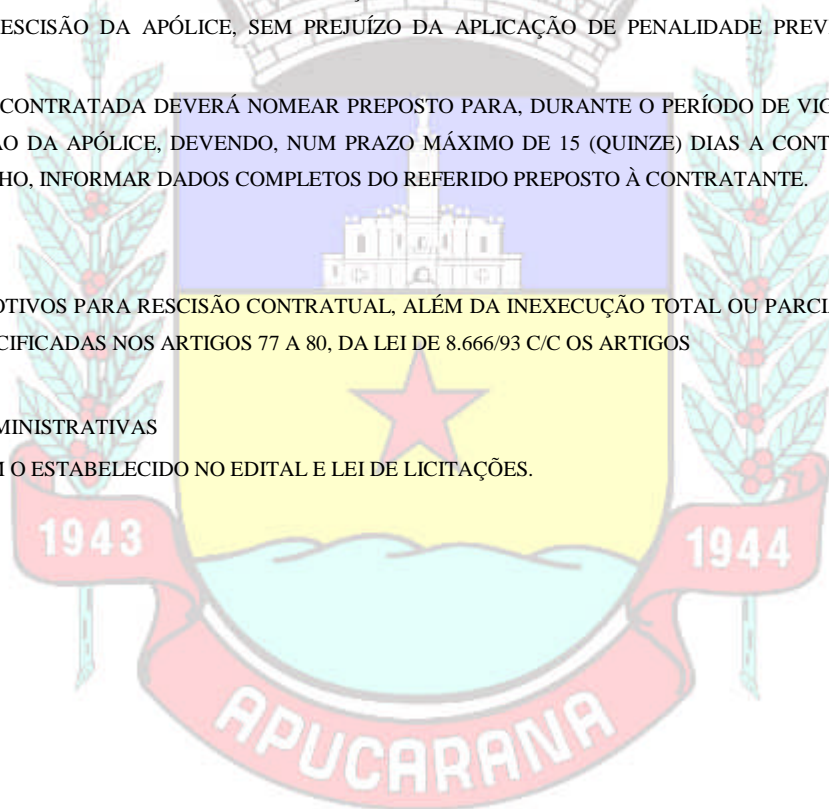 ESCISÃO DA APÓLICE, SEM PREJUÍZO DA APLICAÇÃO DE PENALIDADE PREVI
CONTRATADA DEVERÁ NOMEAR PREPOSTO PARA, DURANTE O PERÍODO DE VIG
ÃO DA APÓLICE, DEVENDO, NUM PRAZO MÁXIMO DE 15 (QUINZE) DIAS A CONT
HO, INFORMAR DADOS COMPLETOS DO REFERIDO PREPOSTO À CONTRATANTE.
OTIVOS PARA RESCISÃO CONTRATUAL, ALÉM DA INEXECUÇÃO TOTAL OU PARCI
CIFICADAS NOS ARTIGOS 77 A 80, DA LEI DE 8.666/93 C/C OS ARTIGOS
MINISTRATIVAS
M O ESTABELECIDO NO EDITAL E LEI DE LICITAÇÕES.
1943 1944
APUCARANA